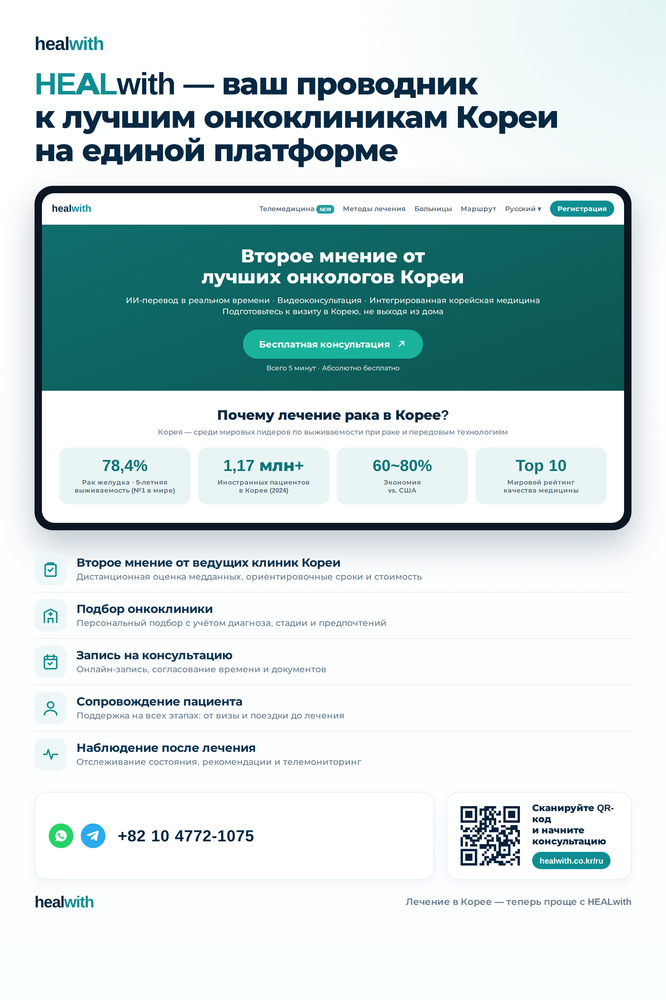 healwith
HEALwith — ваш проводник
к лучшим онкоклиникам Кореи
на единой платформе
healwith
Телемедицина NEW Методы лечения Больницы Маршрут Русский ▾ Регистрация
Второе мнение от
лучших онкологов Кореи
ИИ-перевод в реальном времени · Видеоконсультация · Интегрированная корейская медицина
Подготовьтесь к визиту в Корею, не выходя из дома
Бесплатная консультация ↗
Всего 5 минут · Абсолютно бесплатно
Почему лечение рака в Корее?
Корея — среди мировых лидеров по выживаемости при раке и передовым технологиям
78,4%
Рак желудка · 5-летняя
выживаемость (№1 в мире)
1,17 млн+
Иностранных пациентов
в Корее (2024)
60~80%
Экономия
vs. США
Top 10
Мировой рейтинг
качества медицины
Второе мнение от ведущих клиник Кореи
Дистанционная оценка медданных, ориентировочные сроки и стоимость
Подбор онкоклиники
Персональный подбор с учётом диагноза, стадии и предпочтений
Запись на консультацию
Онлайн-запись, согласование времени и документов
Сопровождение пациента
Поддержка на всех этапах: от визы и поездки до лечения
Наблюдение после лечения
Отслеживание состояния, рекомендации и телемониторинг
+82 10 4772-1075
Сканируйте QR-
код
и начните
консультацию
healwith.co.kr/ru
healwith
Лечение в Корее — теперь проще с HEALwith